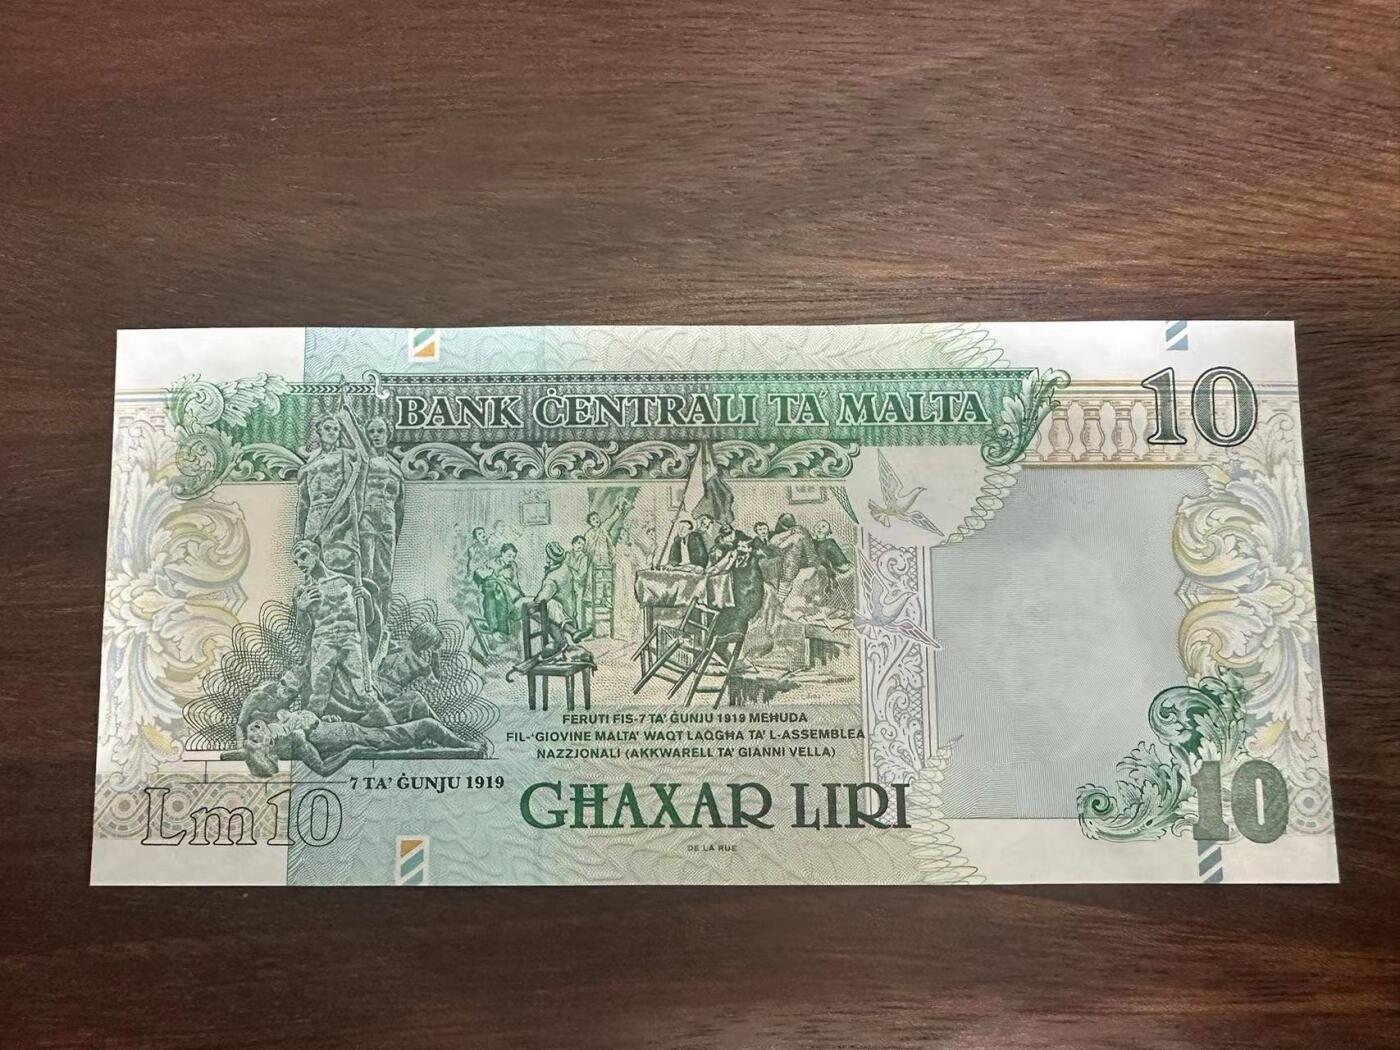 BANK ĊENTRALI TA' MALTA
10
FERUTI FIS-7 TA' ĠUNJU 1919 MEĦUDA
FIL-'GIOVINE MALTA' WAQT LAQGĦA TA' L-ASSEMBLEA
NAZZJONALI (AKKWARELL TA' GIANNI VELLA)
7 TA' ĠUNJU 1919
Lm10
GĦAXAR LIRI
10
DE LA RUE